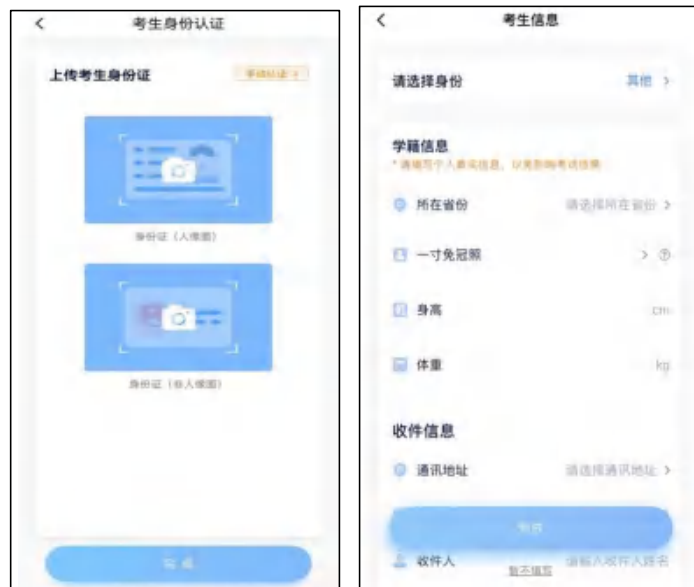 考生身份认证
上传考生身份证
手动认证 >
身份证（人像面）
身份证（非人像面）
完成
考生信息
请选择身份 其他 >
学籍信息
* 请填写个人真实信息，以免影响考试结果
所在省份 请选择所在省份 >
一寸免冠照 >
身高 cm
体重 kg
收件信息
通讯地址 请选择通讯地址 >
收件人 请输入收件人姓名
暂不填写